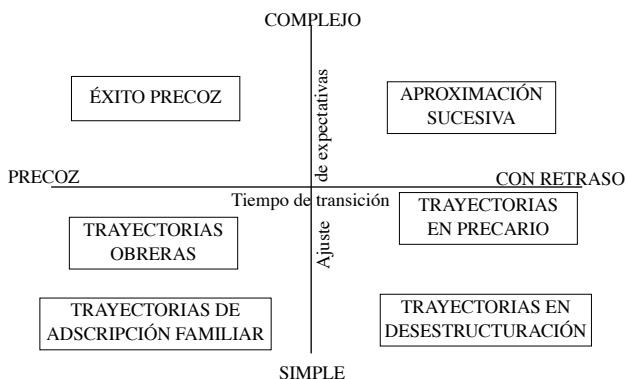 COMPLEJO
ÉXITO PRECOZ
APROXIMACIÓN
SUCESIVA
de expectativas
PRECOZ
CON RETRASO
Tiempo de transición
TRAYECTORIAS
OBRERAS
Ajuste
TRAYECTORIAS
EN PRECARIO
TRAYECTORIAS DE
ADSCRIPCIÓN FAMILIAR
TRAYECTORIAS EN
DESESTRUCTURACIÓN
SIMPLE